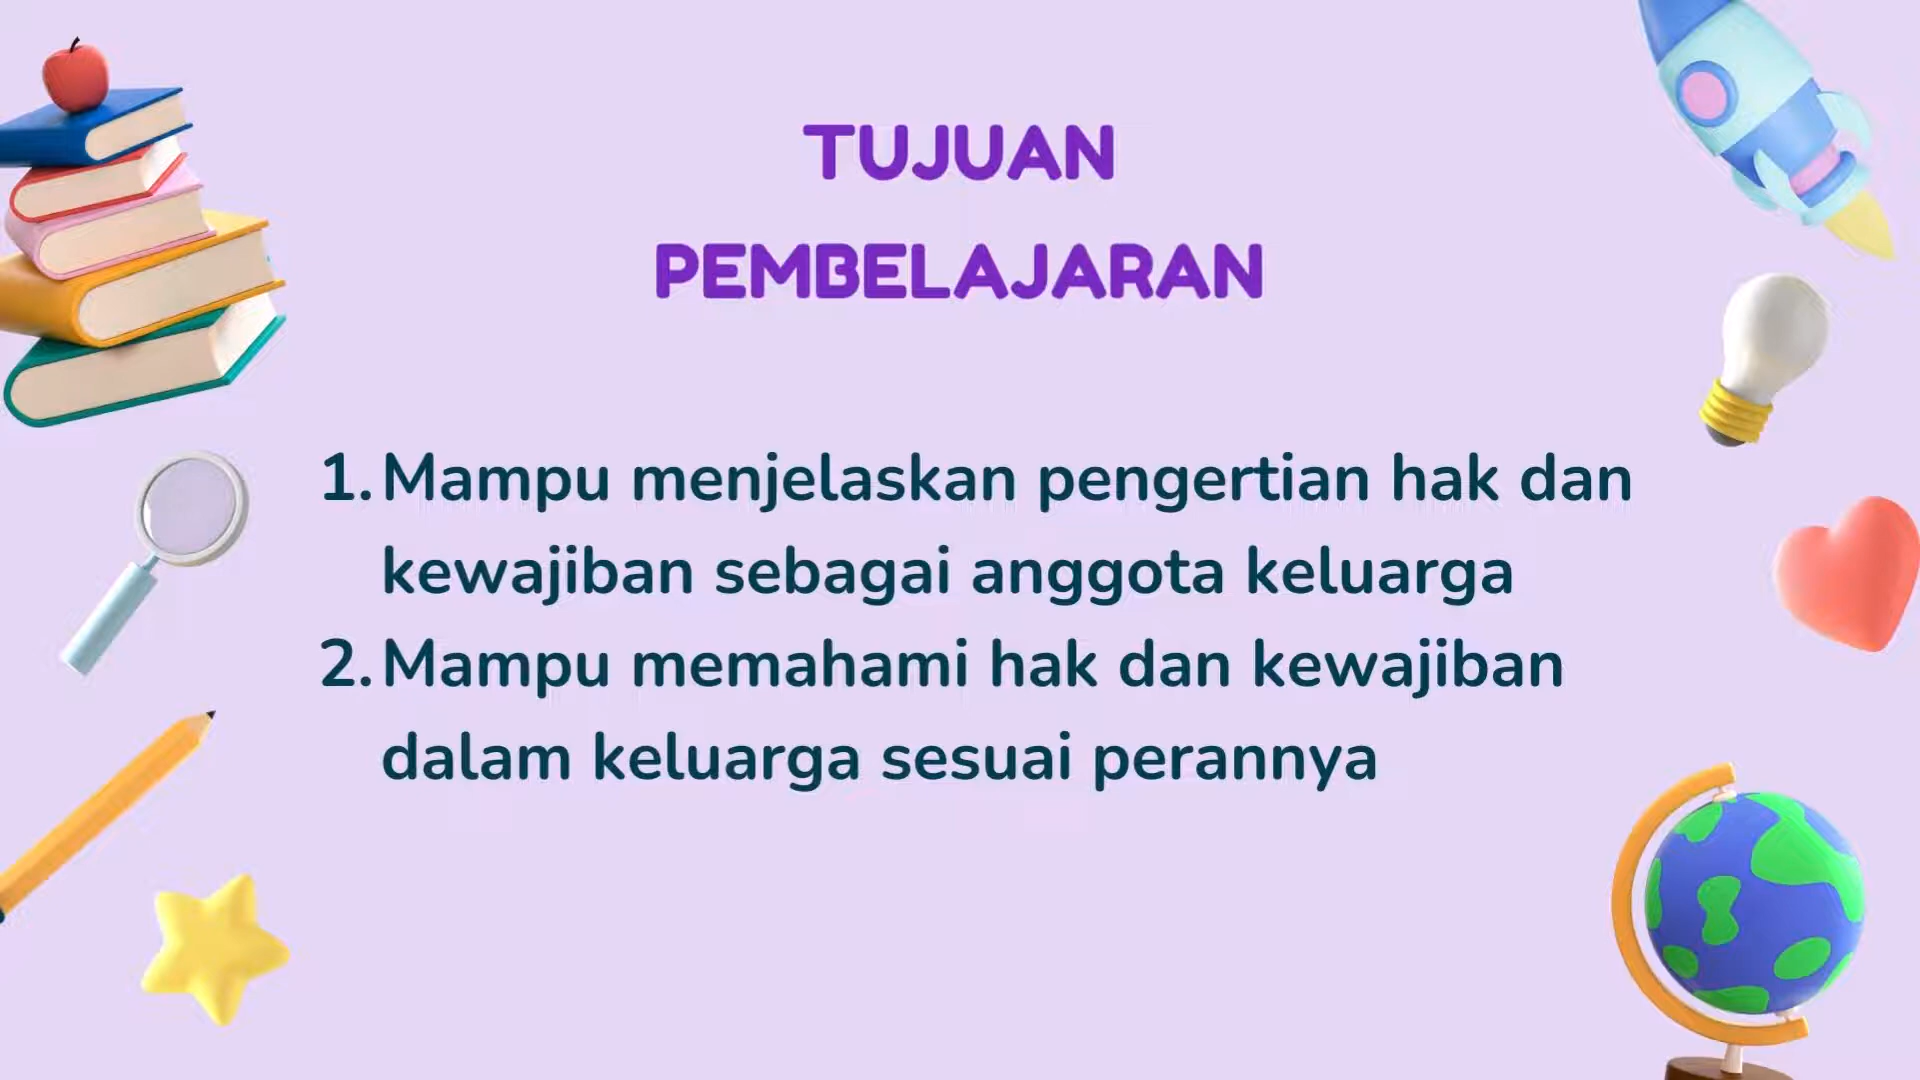 TUJUAN
PEMBELAJARAN
1. Mampu menjelaskan pengertian hak dan
kewajiban sebagai anggota keluarga
2. Mampu memahami hak dan kewajiban
dalam keluarga sesuai perannya